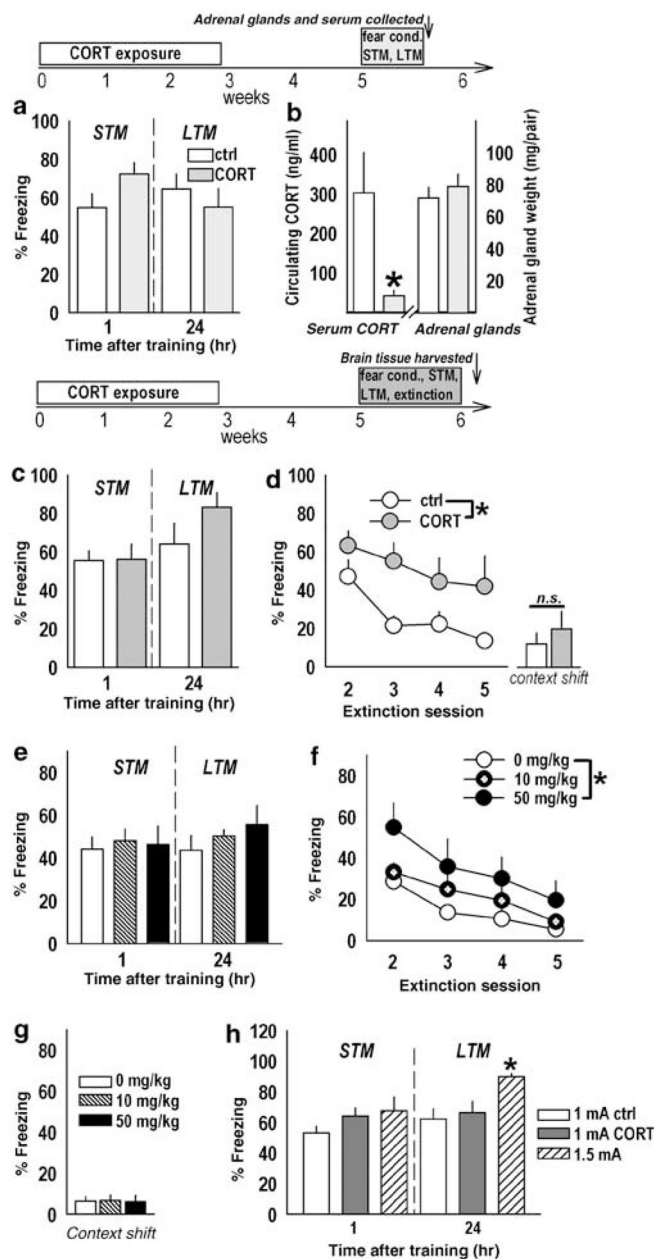 Adrenal glands and serum collected
CORT exposure
fear cond.
STM, LTM
0 1 2 3 4 5 6
weeks
a
b
STM LTM
ctrl
CORT
100
80
60
40
20
0
% Freezing
1 24
Time after training (hr)
400
300
200
100
Circulating CORT (ng/ml)
*
100
80
60
40
20
Adrenal gland weight (mg/pair)
Serum CORT Adrenal glands
Brain tissue harvested
CORT exposure
fear cond., STM,
LTM, extinction
0 1 2 3 4 5 6
weeks
c
STM LTM
100
80
60
40
20
0
% Freezing
1 24
Time after training (hr)
d
ctrl
CORT
*
100
80
60
40
20
0
% Freezing
2 3 4 5
Extinction session
n.s.
context shift
e
STM LTM
80
60
40
20
0
% Freezing
1 24
Time after training (hr)
f
0 mg/kg
10 mg/kg
50 mg/kg
*
80
60
40
20
0
% Freezing
2 3 4 5
Extinction session
g
0 mg/kg
10 mg/kg
50 mg/kg
80
60
40
20
0
% Freezing
Context shift
h
STM LTM
*
120
100
80
60
40
20
0
% Freezing
1 24
Time after training (hr)
1 mA ctrl
1 mA CORT
1.5 mA